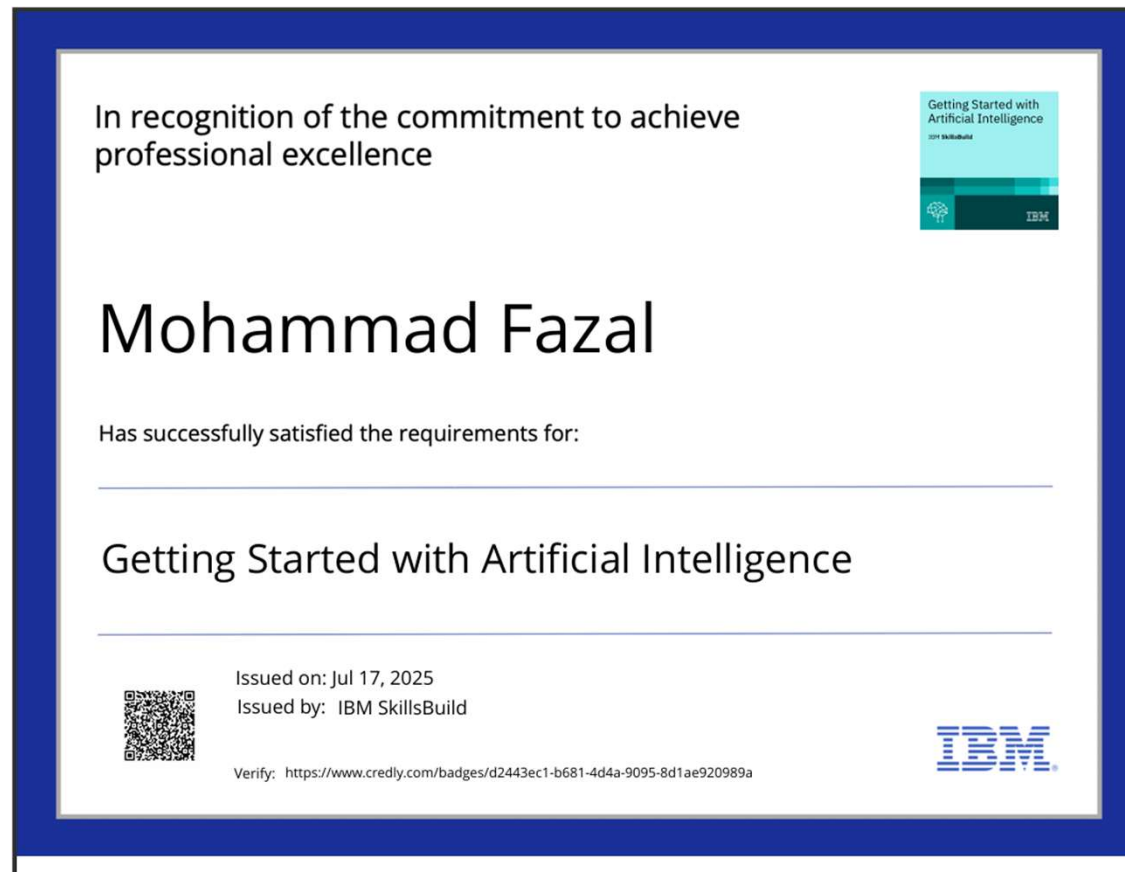 In recognition of the commitment to achieve
professional excellence
Getting Started with
Artificial Intelligence
IBM SkillsBuild
IBM
Mohammad Fazal
Has successfully satisfied the requirements for:
Getting Started with Artificial Intelligence
Issued on: Jul 17, 2025
Issued by: IBM SkillsBuild
Verify: https://www.credly.com/badges/d2443ec1-b681-4d4a-9095-8d1ae920989a
IBM